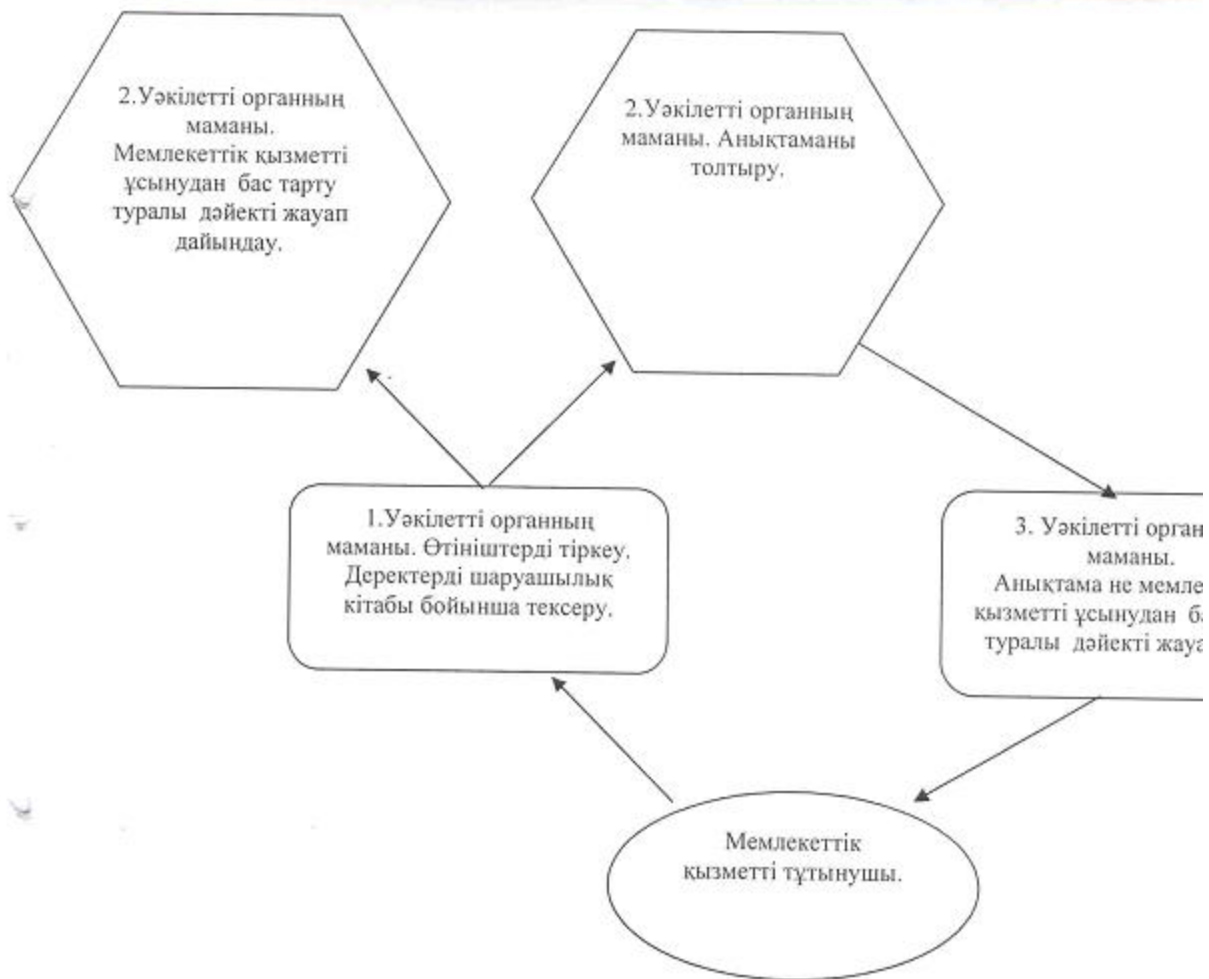 2.Уәкілетті органның
маманы.
Мемлекеттік қызметті
ұсынудан бас тарту
туралы дәйекті жауап
дайындау.
2.Уәкілетті органның
маманы. Анықтаманы
толтыру.
1.Уәкілетті органның
маманы. Өтініштерді тіркеу.
Деректерді шаруашылық
кітабы бойынша тексеру.
3. Уәкілетті орган
маманы.
Анықтама не мемле
қызметті ұсынудан ба
туралы дәйекті жауа
Мемлекеттік
қызметті тұтынушы.